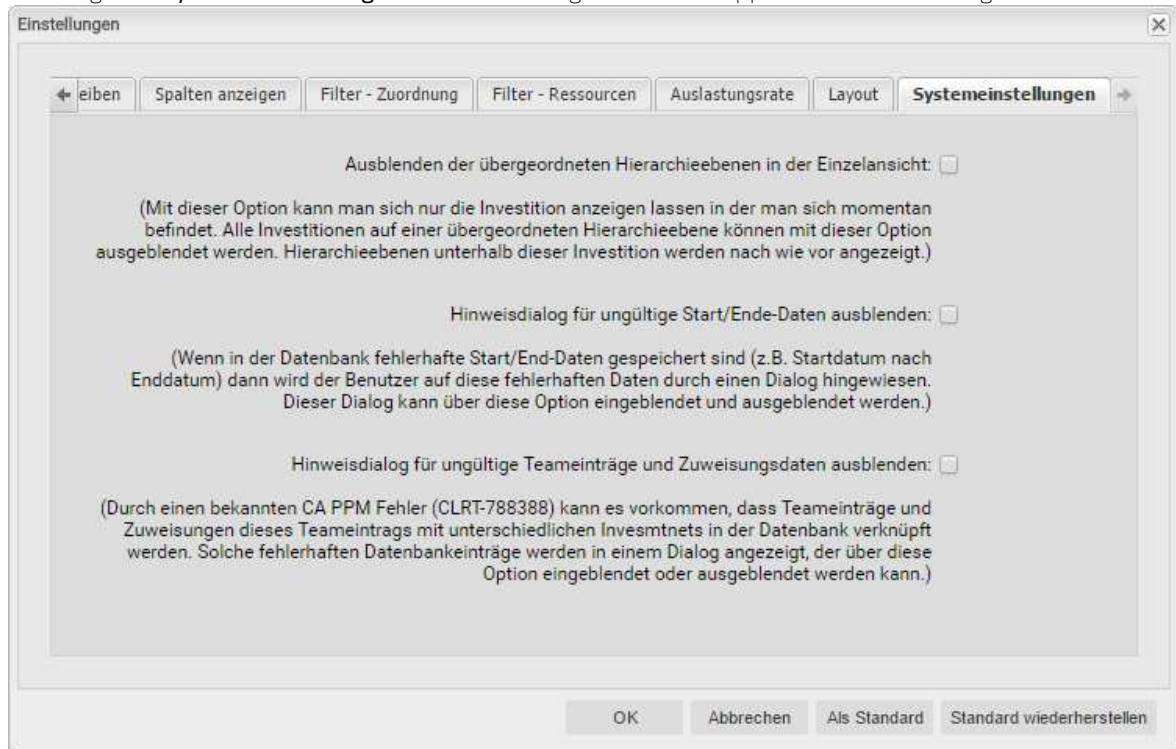 Einstellungen
eiben Spalten anzeigen Filter - Zuordnung Filter - Ressourcen Auslastungsrate Layout Systemeinstellungen
Ausblenden der übergeordneten Hierarchieebenen in der Einzelansicht:
(Mit dieser Option kann man sich nur die Investition anzeigen lassen in der man sich momentan
befindet. Alle Investitionen auf einer übergeordneten Hierarchieebene können mit dieser Option
ausgeblendet werden. Hierarchieebenen unterhalb dieser Investition werden nach wie vor angezeigt.)
Hinweisdialog für ungültige Start/Ende-Daten ausblenden:
(Wenn in der Datenbank fehlerhafte Start/End-Daten gespeichert sind (z.B. Startdatum nach
Enddatum) dann wird der Benutzer auf diese fehlerhaften Daten durch einen Dialog hingewiesen.
Dieser Dialog kann über diese Option eingeblendet und ausgeblendet werden.)
Hinweisdialog für ungültige Teameinträge und Zuweisungsdaten ausblenden:
(Durch einen bekannten CA PPM Fehler (CLRT-788388) kann es vorkommen, dass Teameinträge und
Zuweisungen dieses Teameintrags mit unterschiedlichen Invesmtnets in der Datenbank verknüpft
werden. Solche fehlerhaften Datenbankeinträge werden in einem Dialog angezeigt, der über diese
Option eingeblendet oder ausgeblendet werden kann.)
OK Abbrechen Als Standard Standard wiederherstellen